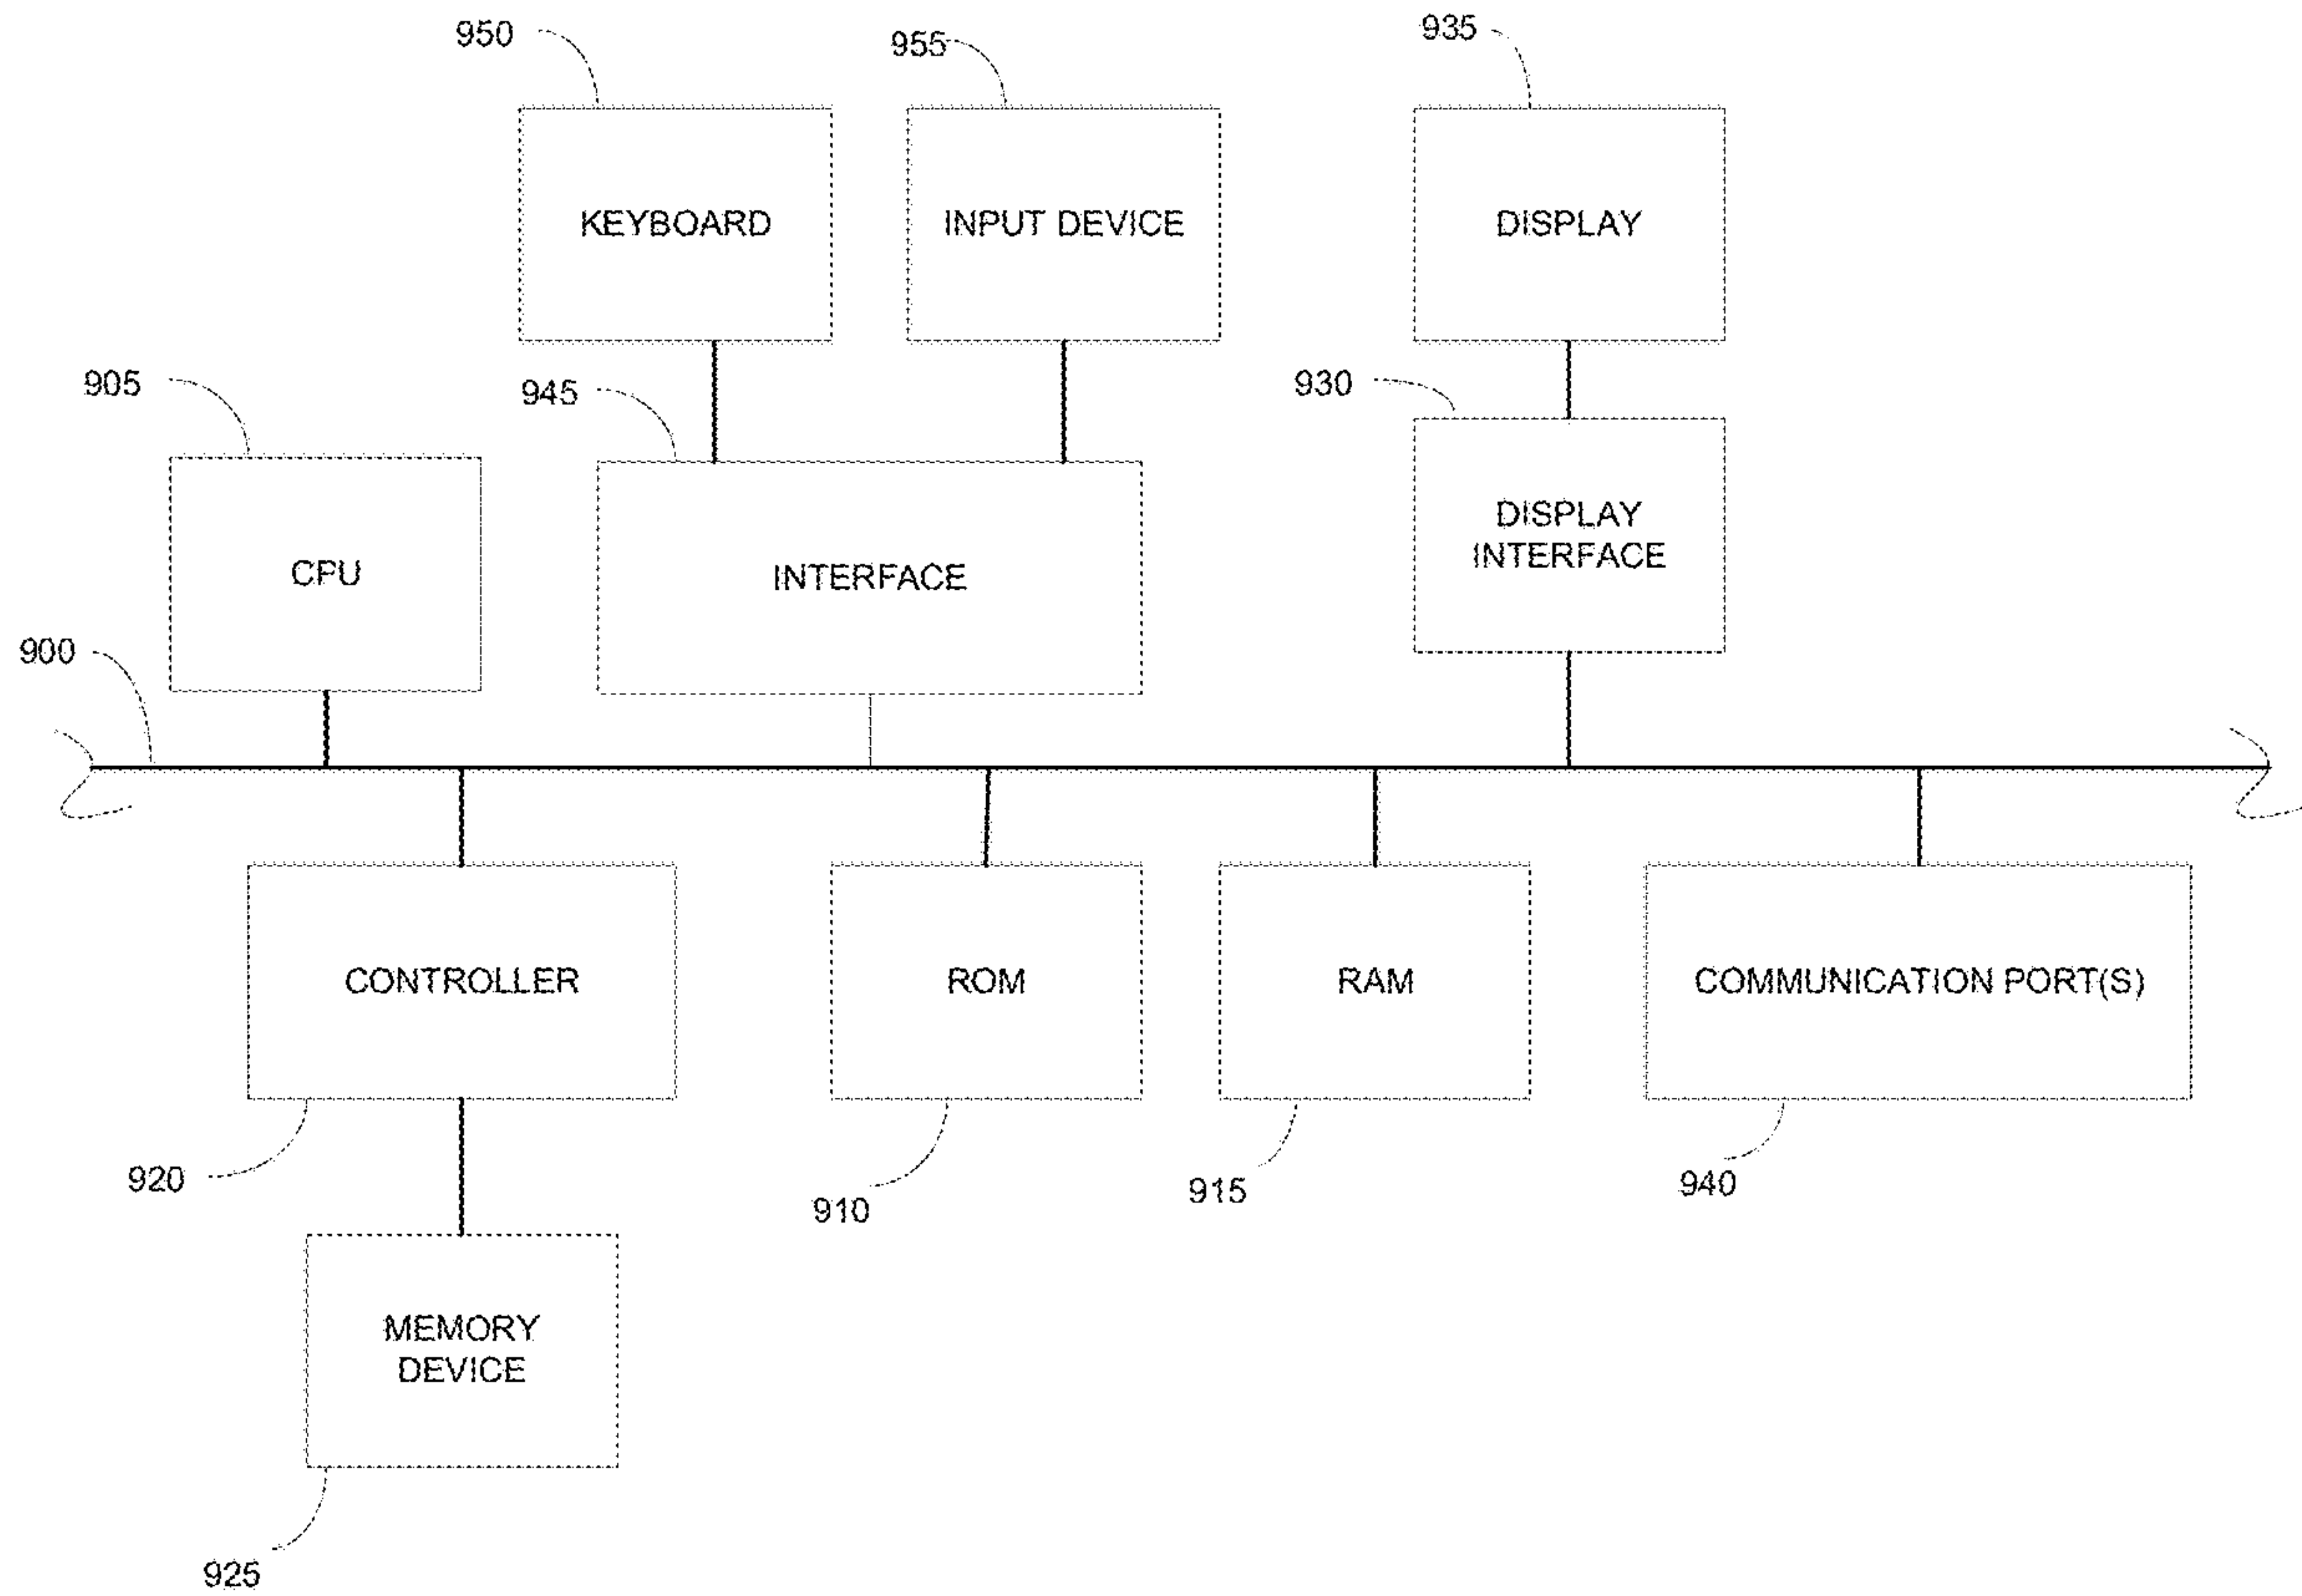 950
955
935
KEYBOARD
INPUT DEVICE
DISPLAY
905
945
930
CPU
INTERFACE
DISPLAY
INTERFACE
900
CONTROLLER
ROM
RAM
COMMUNICATION PORT(S)
920
910
915
940
MEMORY
DEVICE
925